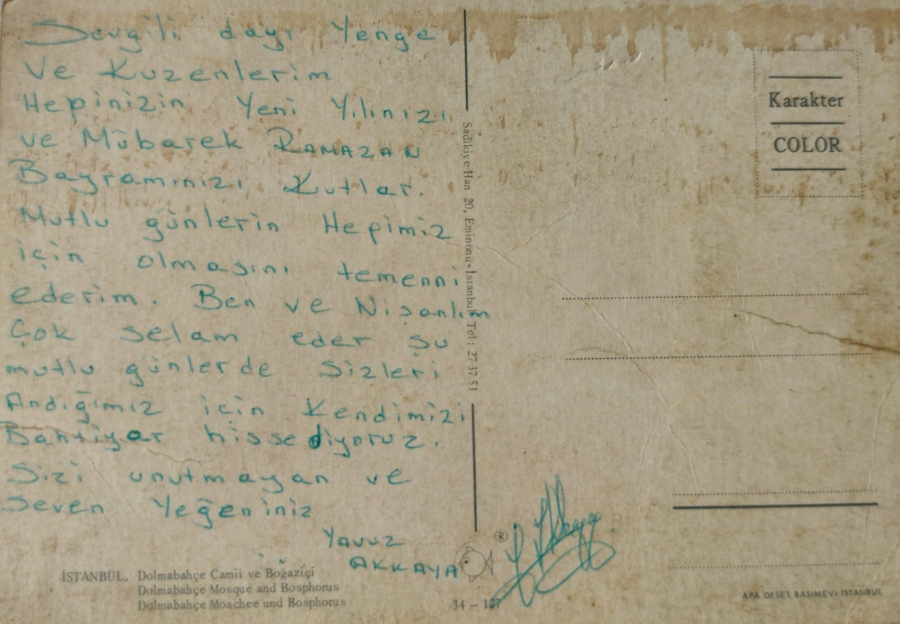 Sevgili dayı Yenge
Ve Kuzenlerim
Hepinizin Yeni Yılınızı
ve Mübarek RAMAZAN
Bayramınızı Kutlar.
Mutlu günlerin Hepimiz
için olmasını temenni
ederim. Ben ve Nişanlım
Çok selam eder şu
mutlu günlerde Sizleri
Andığımız için Kendimizi
Bahtiyar hissediyoruz.
Sizi unutmayan ve
Seven Yeğeniniz
Yavuz
AKKAYA
İSTANBUL, Dolmabahçe Camii ve Boğaziçi
Dolmabahçe Mosque and Bosphorus
Dolmabahçe Moschee und Bosphorus
Sadıkiye Han 20, Eminönü-İstanbul Tel: 27 37 51
Karakter
COLOR
®
34 - 127
ARA OFSET BASIMEVİ İSTANBUL